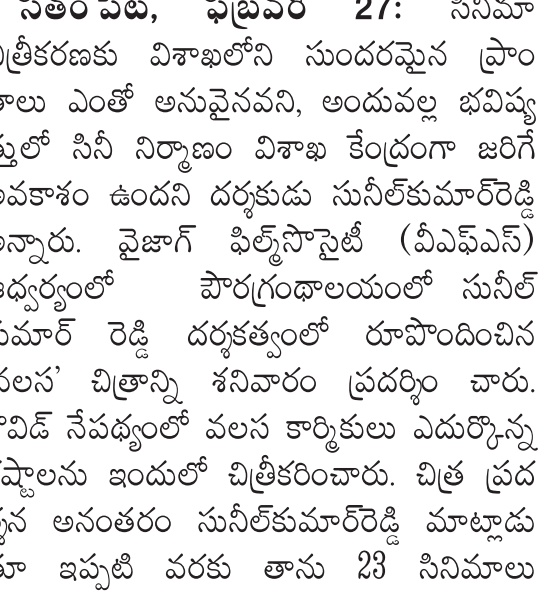 సీతంపేట, ఫిబ్రవరి 27: సినిమా
చిత్రీకరణకు విశాఖలోని సుందరమైన ప్రాం
తాలు ఎంతో అనువైనవని, అందువల్ల భవిష్య
త్తులో సినీ నిర్మాణం విశాఖ కేంద్రంగా జరిగే
అవకాశం ఉందని దర్శకుడు సునీల్‌కుమార్‌రెడ్డి
అన్నారు. వైజాగ్ ఫిల్మ్‌సొసైటీ (వీఎఫ్ఎస్)
ఆధ్వర్యంలో పౌరగ్రంథాలయంలో సునీల్
కుమార్ రెడ్డి దర్శకత్వంలో రూపొందించిన
వలస’ చిత్రాన్ని శనివారం ప్రదర్శిం చారు.
కొవిడ్ నేపథ్యంలో వలస కార్మికులు ఎదుర్కొన్న
కష్టాలను ఇందులో చిత్రీకరించారు. చిత్ర ప్రద
ర్శన అనంతరం సునీల్‌కుమార్‌రెడ్డి మాట్లాడు
తూ ఇప్పటి వరకు తాను 23 సినిమాలు